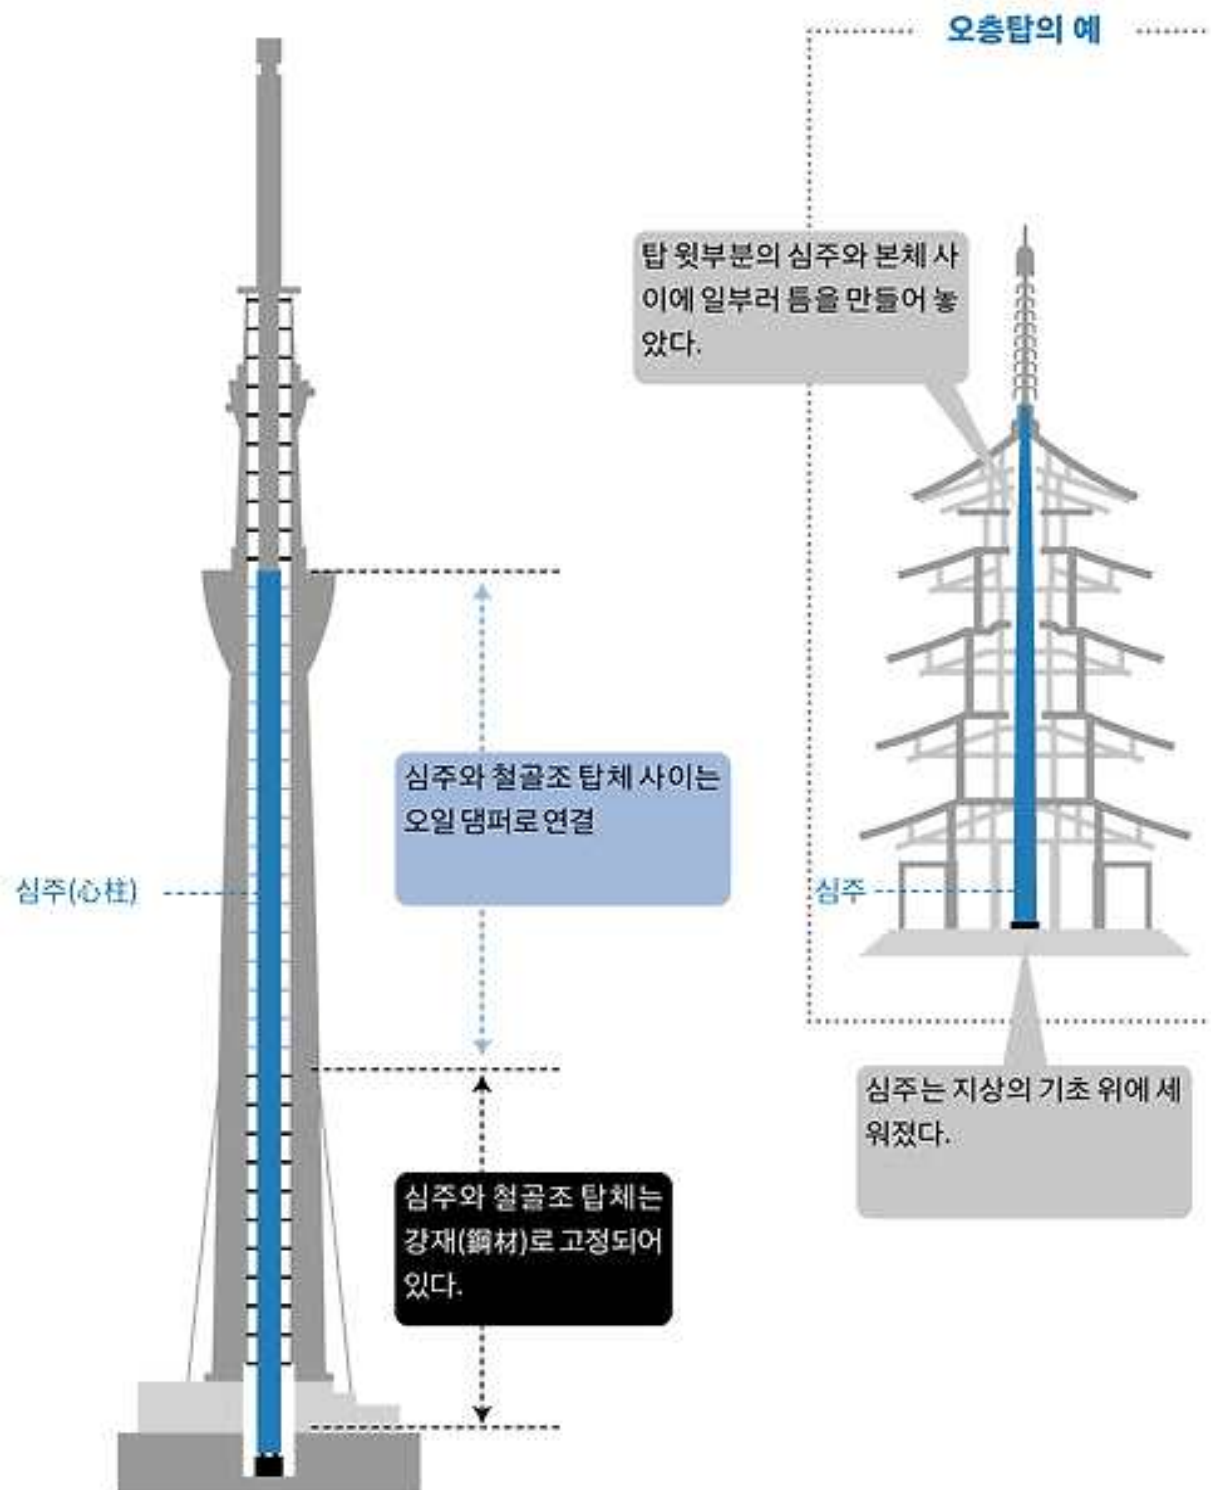 오층탑의 예
탑 윗부분의 심주와 본체 사
이에 일부러 틈을 만들어 놓
았다.
심주와 철골조 탑체 사이는
오일 댐퍼로 연결
심주(心柱)
심주
심주는 지상의 기초 위에 세
워졌다.
심주와 철골조 탑체는
강재(鋼材)로 고정되어
있다.